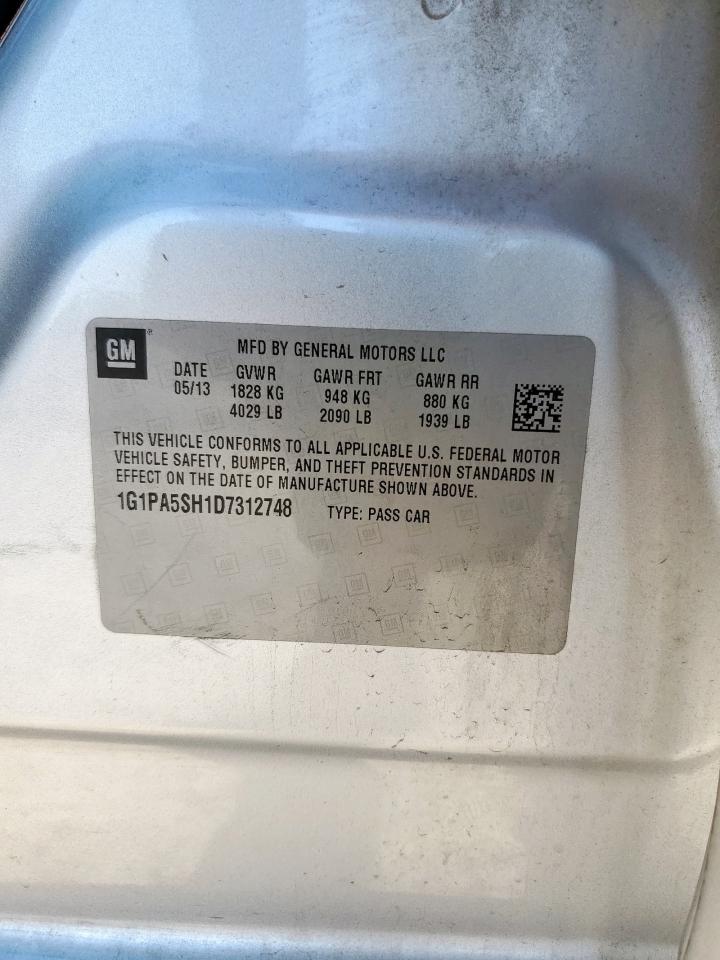 GM
MFD BY GENERAL MOTORS LLC
DATE GVWR GAWR FRT GAWR RR
05/13 1828 KG 948 KG 880 KG
4029 LB 2090 LB 1939 LB
THIS VEHICLE CONFORMS TO ALL APPLICABLE U.S. FEDERAL MOTOR
VEHICLE SAFETY, BUMPER, AND THEFT PREVENTION STANDARDS IN
EFFECT ON THE DATE OF MANUFACTURE SHOWN ABOVE.
1G1PA5SH1D7312748 TYPE: PASS CAR